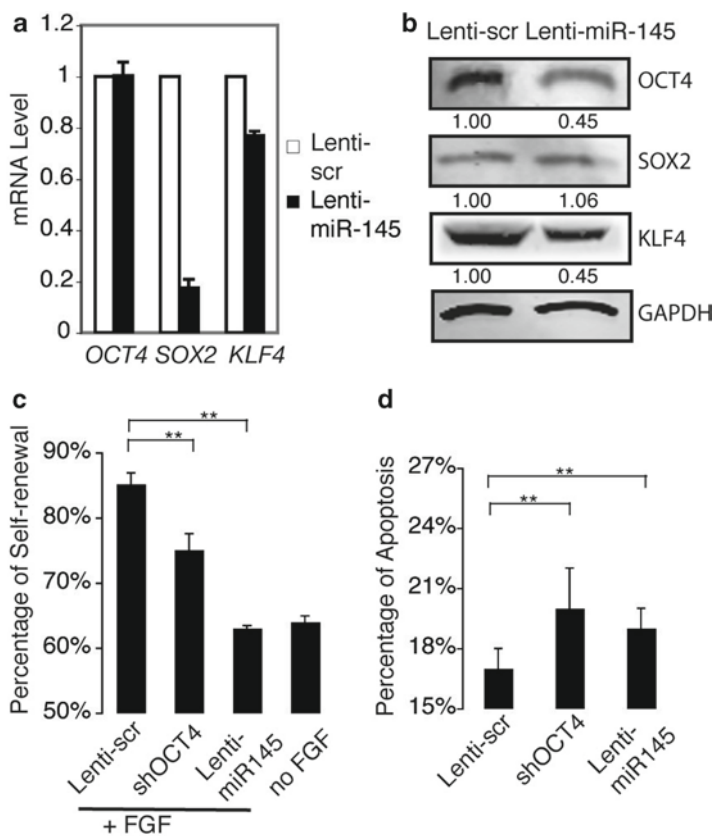 a
1.2
1
0.8
0.6
0.4
0.2
0
mRNA Level
OCT4 SOX2 KLF4
Lenti-
scr
Lenti-
miR-145
b
Lenti-scr Lenti-miR-145
OCT4
1.00 0.45
SOX2
1.00 1.06
KLF4
1.00 0.45
GAPDH
c
**
**
90%
80%
70%
60%
50%
Percentage of Self-renewal
Lenti-scr
shOCT4
Lenti-
miR145
no FGF
+ FGF
d
27%
24%
21%
18%
15%
Percentage of Apoptosis
**
**
Lenti-scr
shOCT4
Lenti-
miR145